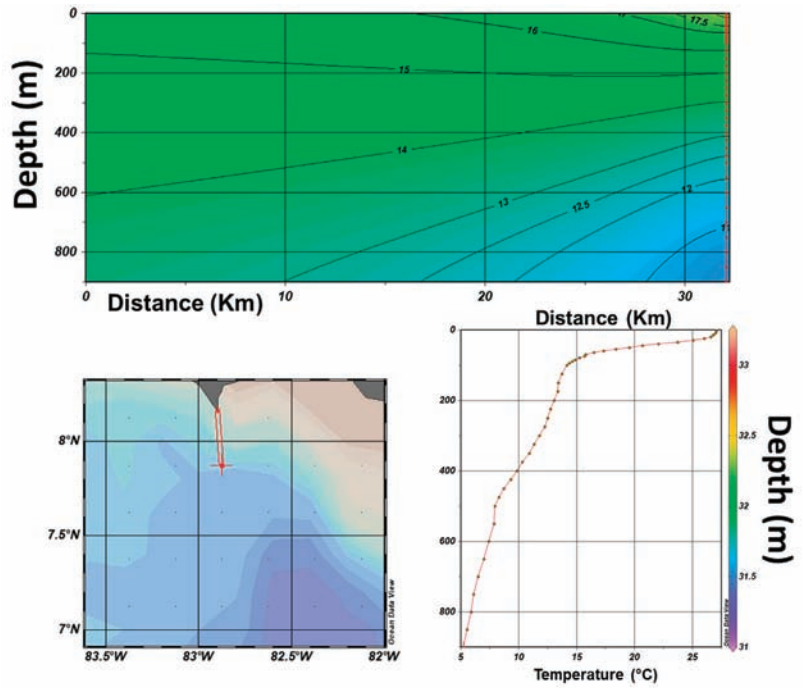 0
200
400
600
800
Depth (m)
17.5
16
15
14
13
12.5
12
0
10
20
30
Distance (Km)
Distance (Km)
8°N
7.5°N
7°N
83.5°W
83°W
82.5°W
82°W
Ocean Data View
0
200
400
600
800
5
10
15
20
25
Temperature (°C)
Ocean Data View
33
32.5
32
31.5
31
Depth (m)